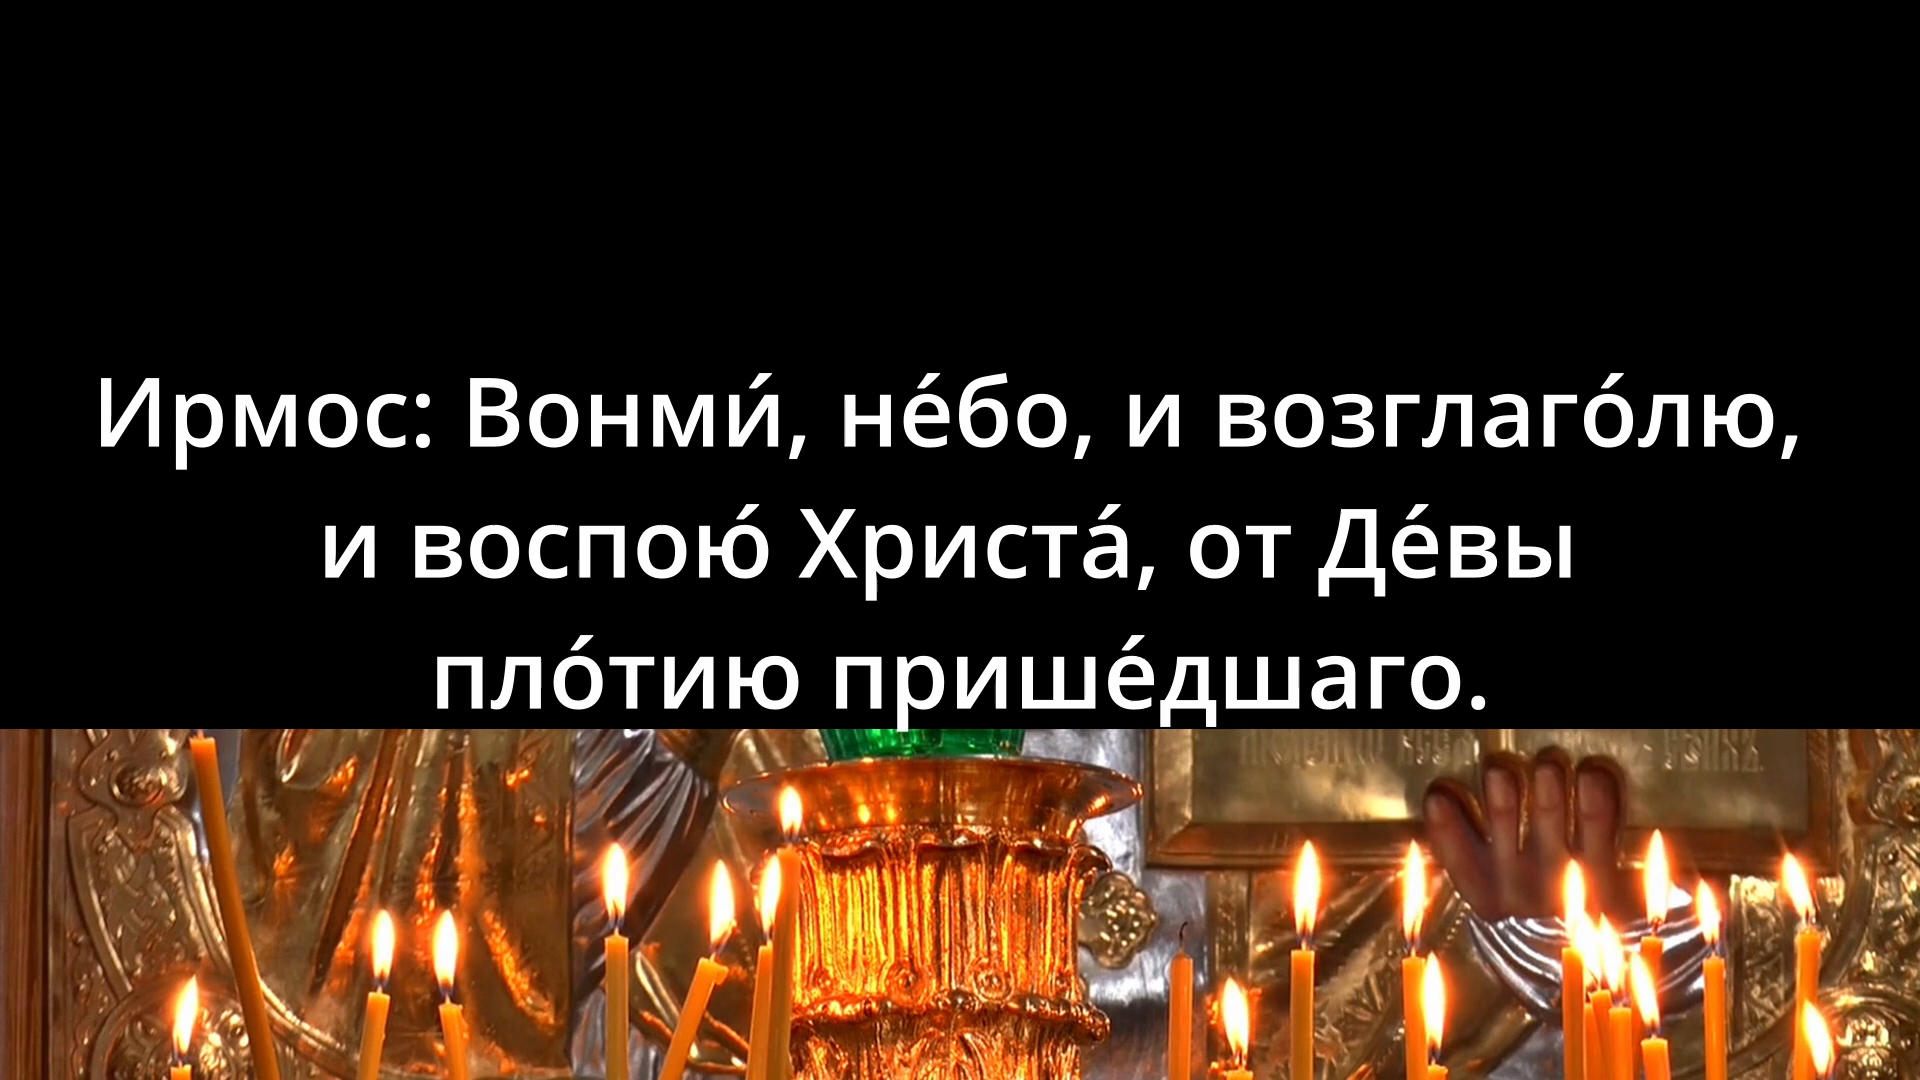 Ирмос: Вонми́, не́бо, и возглаго́лю,
и воспою́ Христа́, от Де́вы
пло́тию прише́дшаго.